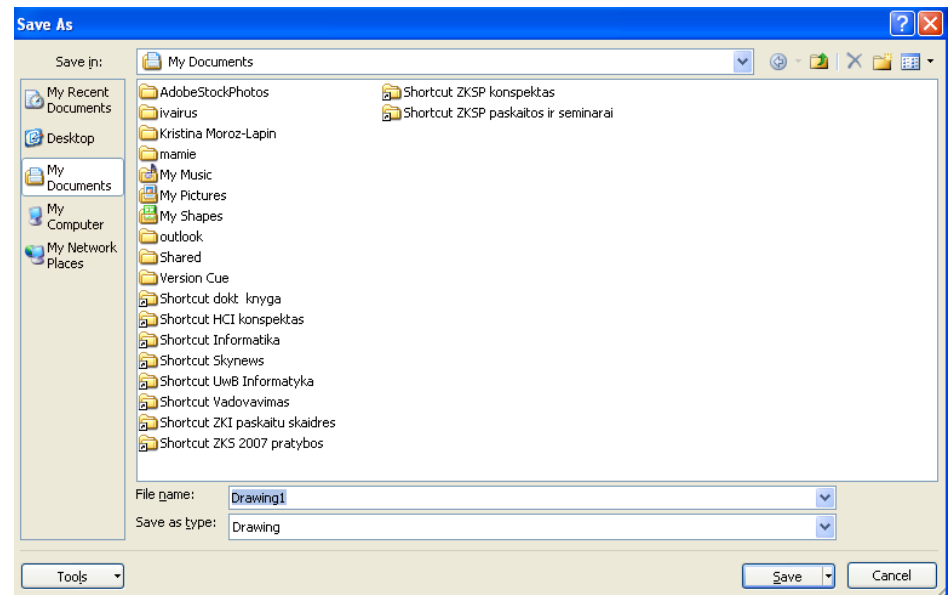 Save As
Save in:
My Documents
My Recent
Documents
Desktop
My
Documents
My
Computer
My Network
Places
AdobeStockPhotos
ivairus
Kristina Moroz-Lapin
mamie
My Music
My Pictures
My Shapes
outlook
Shared
Version Cue
Shortcut dokt knyga
Shortcut HCI konspektas
Shortcut Informatika
Shortcut Skynews
Shortcut UwB Informatyka
Shortcut Vadovavimas
Shortcut ZKI paskaitu skaidres
Shortcut ZKS 2007 pratybos
Shortcut ZKSP konspektas
Shortcut ZKSP paskaitos ir seminarai
File name:
Drawing1
Save as type:
Drawing
Tools
Save
Cancel